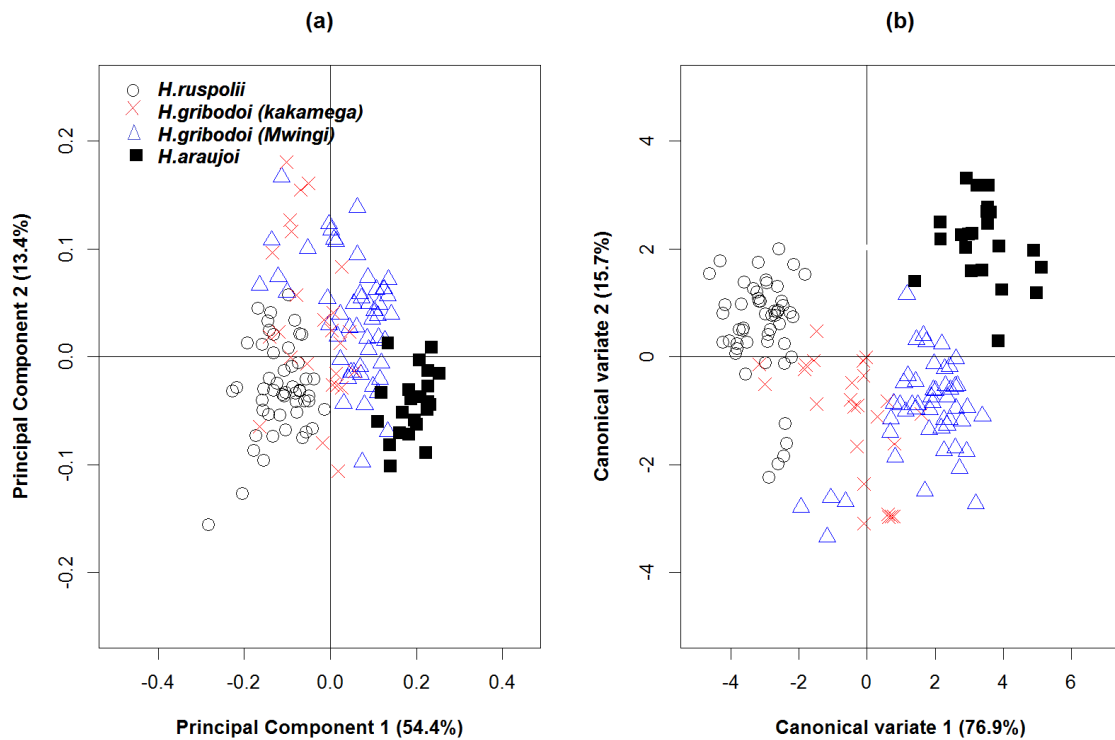 (a)
H.ruspolii
H.gribodoi (kakamega)
H.gribodoi (Mwingi)
H.araujoi
0.2
0.1
0.0
-0.1
-0.2
Principal Component 2 (13.4%)
-0.4 -0.2 0.0 0.2 0.4
Principal Component 1 (54.4%)
(b)
4
2
0
-2
-4
Canonical variate 2 (15.7%)
-4 -2 0 2 4 6
Canonical variate 1 (76.9%)